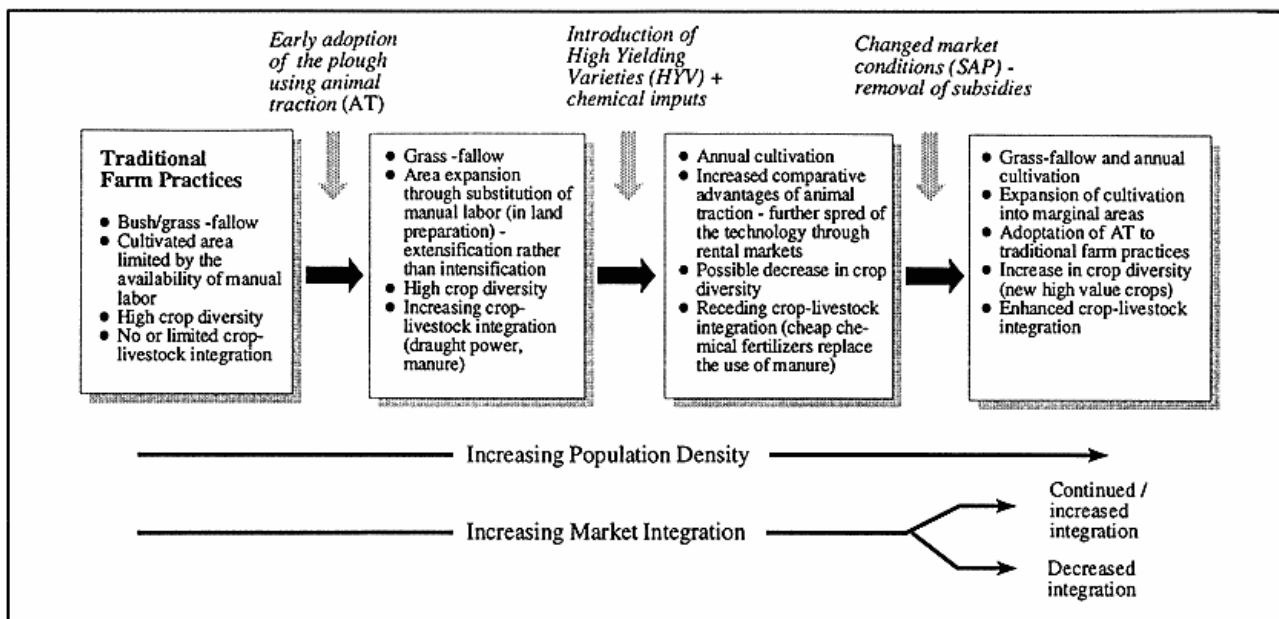 Early adoption
of the plough
using animal
traction (AT)
Introduction of
High Yielding
Varieties (HYV) +
chemical imputs
Changed market
conditions (SAP) -
removal of subsidies
Traditional
Farm Practices
● Bush/grass -fallow
● Cultivated area
limited by the
availability of manual
labor
● High crop diversity
● No or limited crop-
livestock integration
● Grass -fallow
● Area expansion
through substitution of
manual labor (in land
preparation) -
extensification rather
than intensification
● High crop diversity
● Increasing crop-
livestock integration
(draught power,
manure)
● Annual cultivation
● Increased comparative
advantages of animal
traction - further spred of
the technology through
rental markets
● Possible decrease in crop
diversity
● Receding crop-livestock
integration (cheap che-
mical fertilizers replace
the use of manure)
● Grass-fallow and annual
cultivation
● Expansion of cultivation
into marginal areas
● Adoptation of AT to
traditional farm practices
● Increase in crop diversity
(new high value crops)
● Enhanced crop-livestock
integration
Increasing Population Density
Increasing Market Integration
Continued /
increased
integration
Decreased
integration